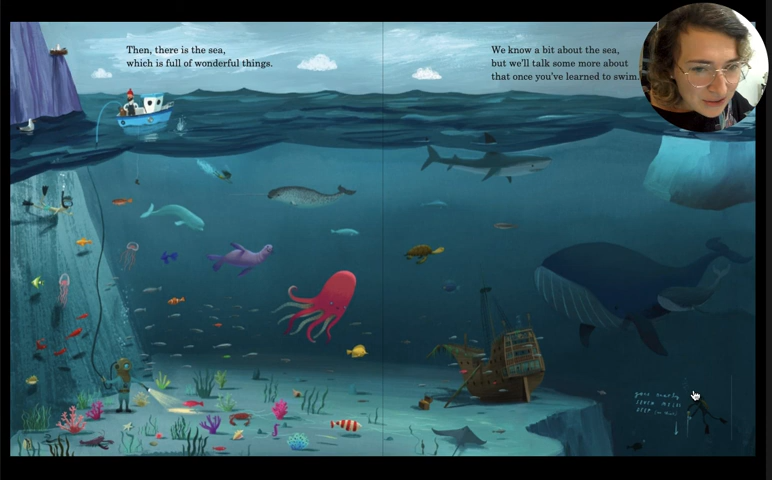 Then, there is the sea,
which is full of wonderful things.
We know a bit about the sea,
but we'll talk some more about
that once you've learned to swim.